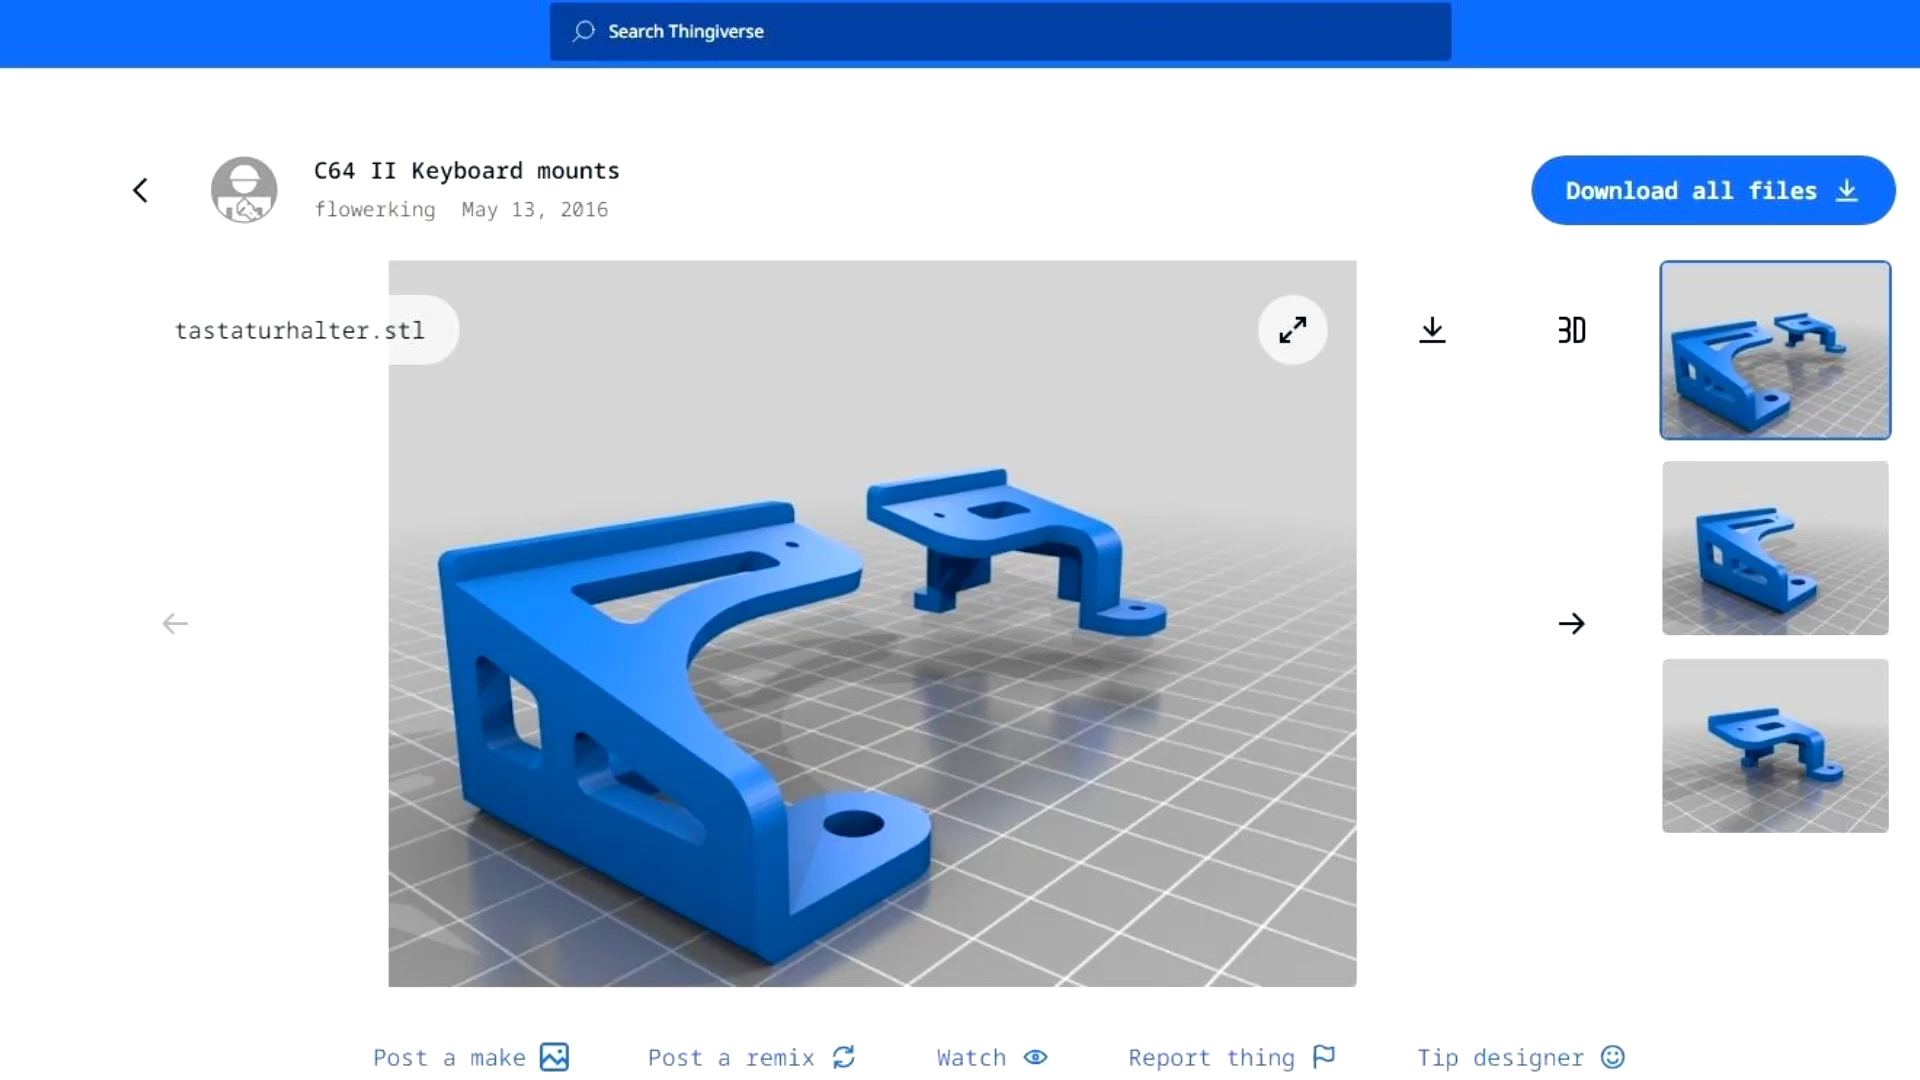 Search Thingiverse
C64 II Keyboard mounts
flowerking May 13, 2016
Download all files
tastaturhalter.stl
3D
Post a make
Post a remix
Watch
Report thing
Tip designer